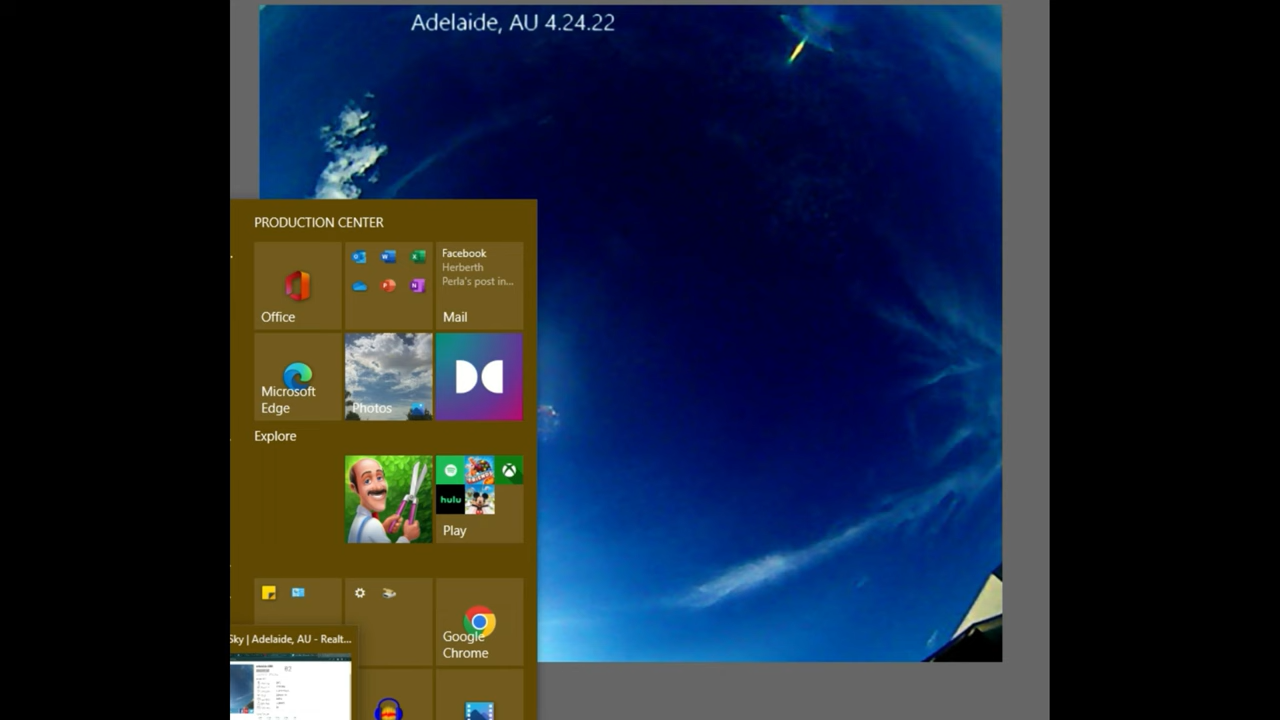 Adelaide, AU 4.24.22
PRODUCTION CENTER
Office
Facebook
Herberth
Perla's post in...
Mail
Microsoft
Edge
Photos
Explore
hulu
Play
Google
Chrome
Sky | Adelaide, AU - Realt...